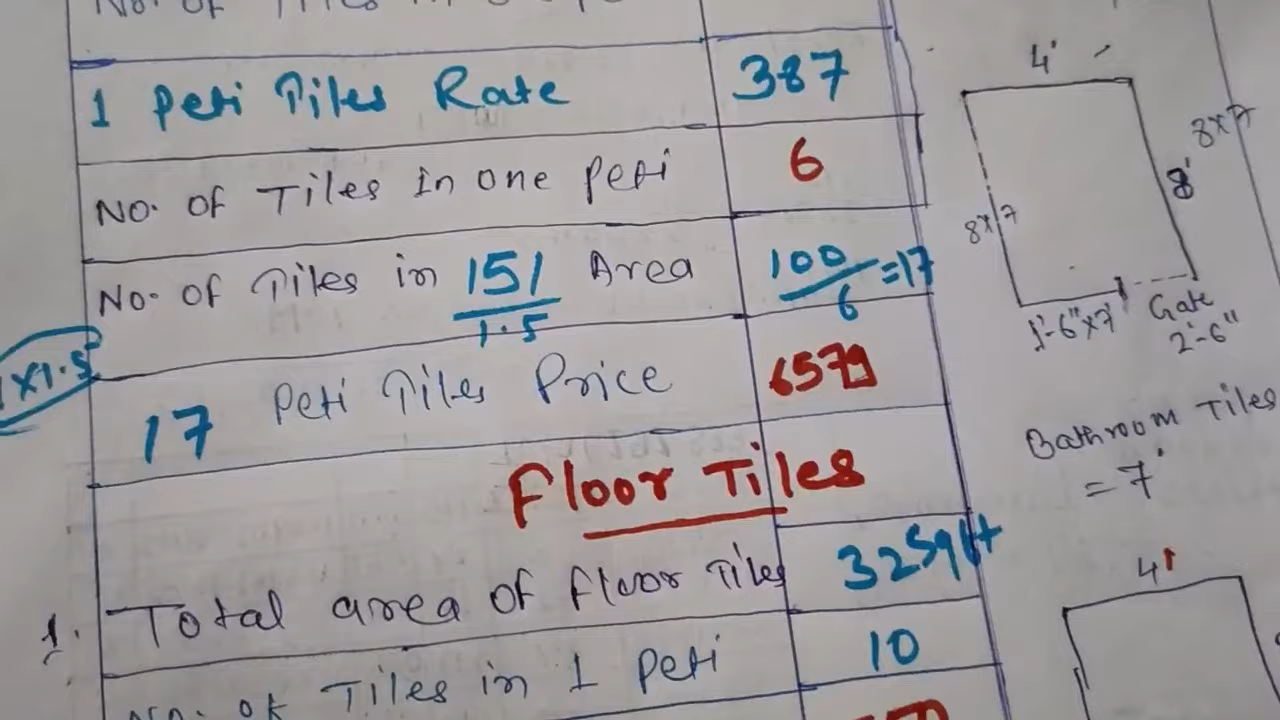 1 Peti Tiles Rate 387
No. of Tiles In one Peti 6
No. of Tiles in 151/1.5 Area 100/6 =17
17 Peti Tiles Price 6579
Floor Tiles
1. Total area of floor Tiles 32 Sqft
No. of Tiles in 1 Peti 10
4'
8x7
8'
8x7
1'-6"x7'
Gate
2'-6"
Bathroom Tiles
= 7'
4'